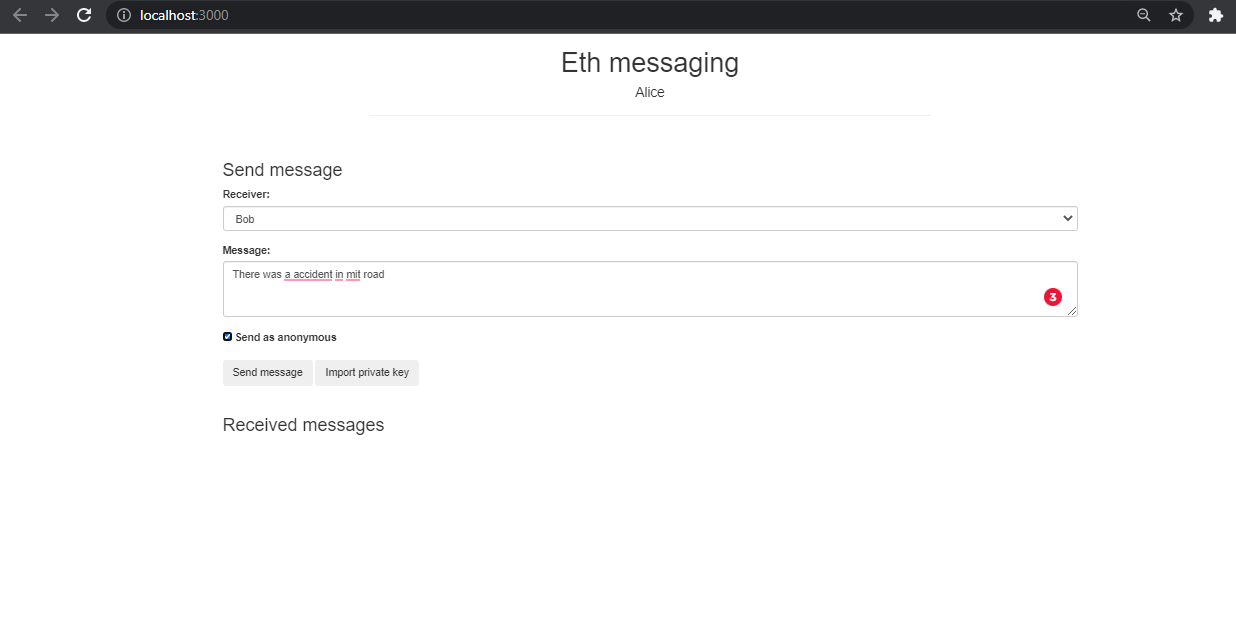 localhost:3000
Eth messaging
Alice
Send message
Receiver:
Bob
Message:
There was a accident in mit road
3
Send as anonymous
Send message Import private key
Received messages